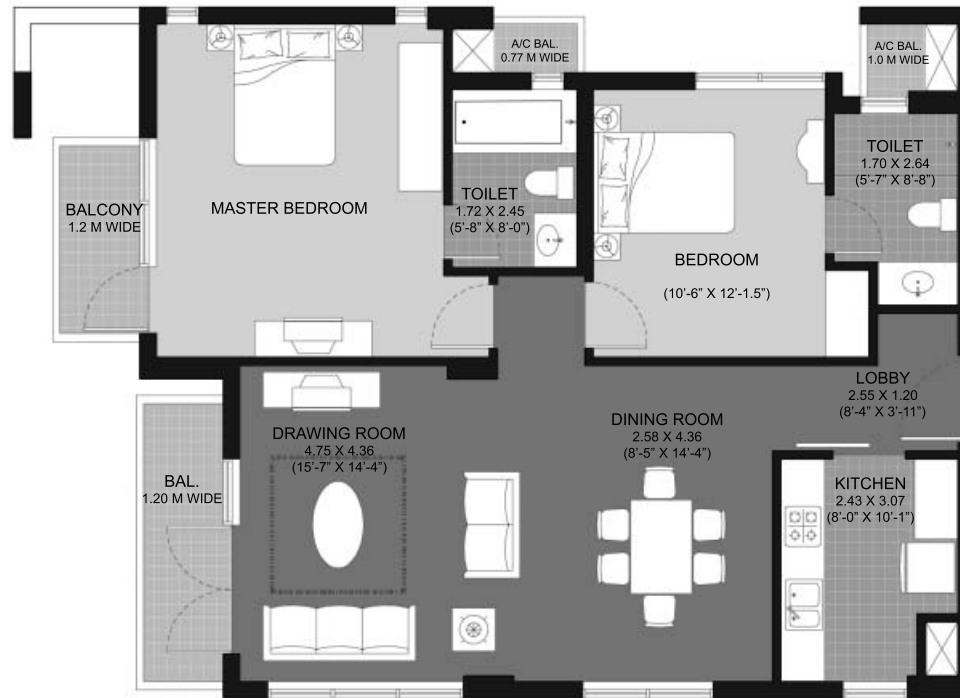 A/C BAL.
0.77 M WIDE
A/C BAL.
1.0 M WIDE
TOILET
1.70 X 2.64
(5'-7” X 8'-8”)
BALCONY
1.2 M WIDE
MASTER BEDROOM
TOILET
1.72 X 2.45
(5'-8” X 8'-0”)
BEDROOM
(10'-6” X 12'-1.5”)
LOBBY
2.55 X 1.20
(8'-4” X 3'-11”)
DRAWING ROOM
4.75 X 4.36
(15'-7” X 14'-4”)
DINING ROOM
2.58 X 4.36
(8'-5” X 14'-4”)
BAL.
1.20 M WIDE
KITCHEN
2.43 X 3.07
(8'-0” X 10'-1”)